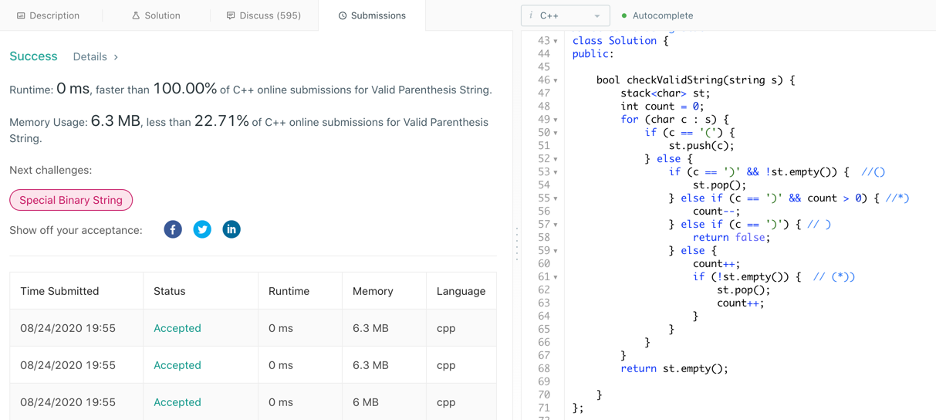 Description
Solution
Discuss (595)
Submissions
Success Details ›
Runtime: 0 ms, faster than 100.00% of C++ online submissions for Valid Parenthesis String.
Memory Usage: 6.3 MB, less than 22.71% of C++ online submissions for Valid Parenthesis
String.
Next challenges:
Special Binary String
Show off your acceptance:
Time Submitted Status Runtime Memory Language
08/24/2020 19:55 Accepted 0 ms 6.3 MB cpp
08/24/2020 19:55 Accepted 0 ms 6.3 MB cpp
08/24/2020 19:55 Accepted 0 ms 6 MB cpp
i C++ Autocomplete
43 class Solution {
44 public:
45
46 bool checkValidString(string s) {
47 stack<char> st;
48 int count = 0;
49 for (char c : s) {
50 if (c == '(') {
51 st.push(c);
52 } else {
53 if (c == ')' && !st.empty()) { //()
54 st.pop();
55 } else if (c == ')' && count > 0) { //*)
56 count--;
57 } else if (c == ')') { // )
58 return false;
59 } else {
60 count++;
61 if (!st.empty()) { // (*))
62 st.pop();
63 count++;
64 }
65 }
66 }
67 }
68 return st.empty();
69
70 }
71 };